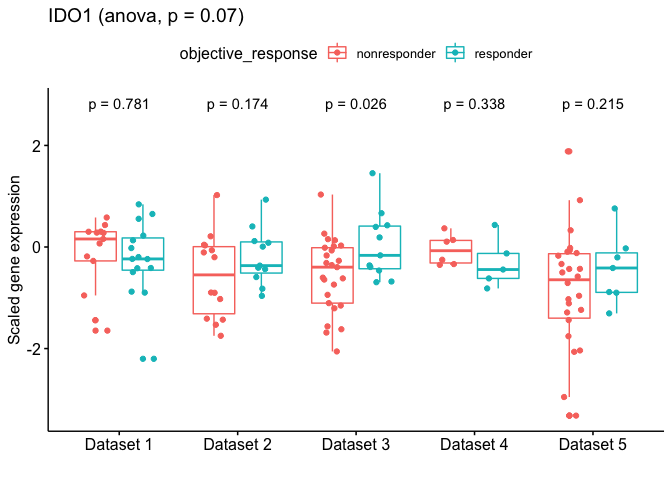 IDO1 (anova, p = 0.07)
objective_response nonresponder responder
p = 0.781 p = 0.174 p = 0.026 p = 0.338 p = 0.215
2
0
-2
Scaled gene expression
Dataset 1 Dataset 2 Dataset 3 Dataset 4 Dataset 5